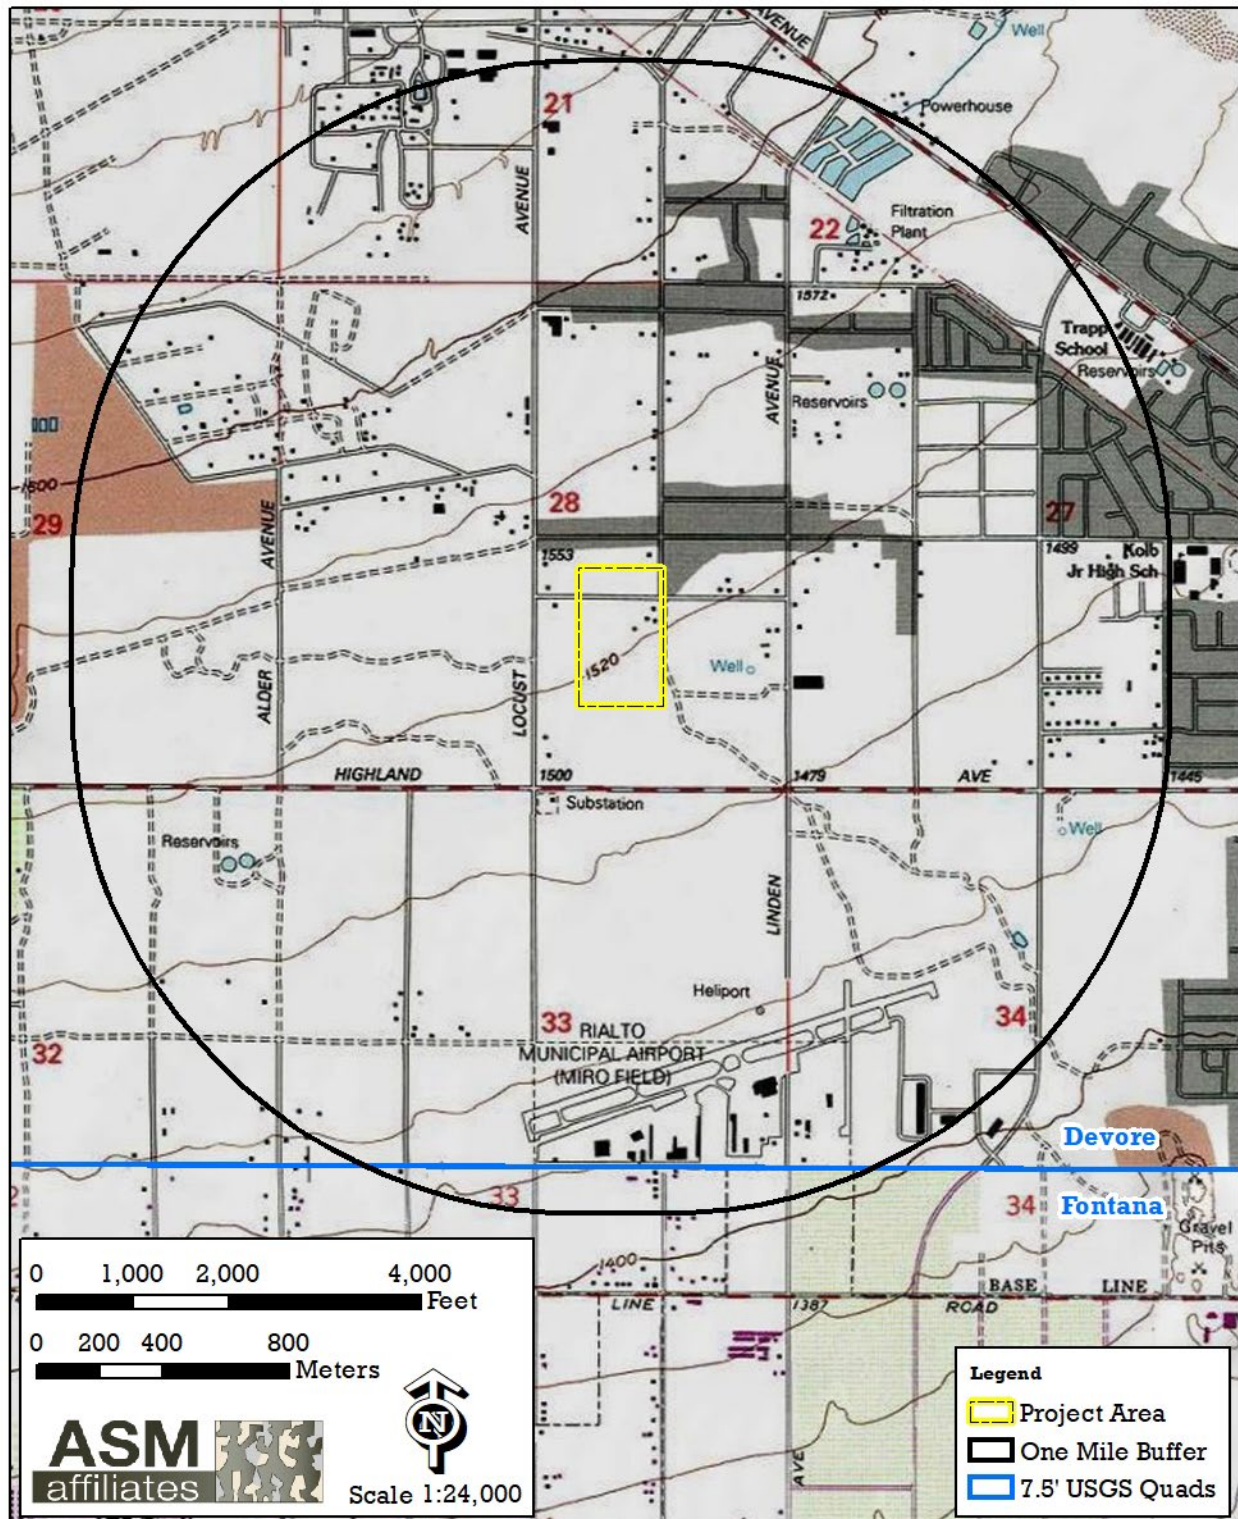 AVENUE
Well
21
Powerhouse
AVENUE
22
Filtration
Plant
1572
Trapp
School
Reservoirs
AVENUE
Reservoirs
1500
29
28
27
AVENUE
1553
1499
Kolb
Jr High Sch
1520
Well
ALDER
LOCUST
HIGHLAND
1500
1479
AVE
1445
Substation
Well
Reservoirs
LINDEN
Heliport
33
RIALTO
MUNICIPAL AIRPORT
(MIRO FIELD)
34
32
Devore
33
34
Fontana
Gravel
Pits
1400
BASE
LINE
LINE
1387
ROAD
AVE
0 1,000 2,000 4,000
Feet
0 200 400 800
Meters
N
ASM
affiliates
Scale 1:24,000
Legend
Project Area
One Mile Buffer
7.5' USGS Quads